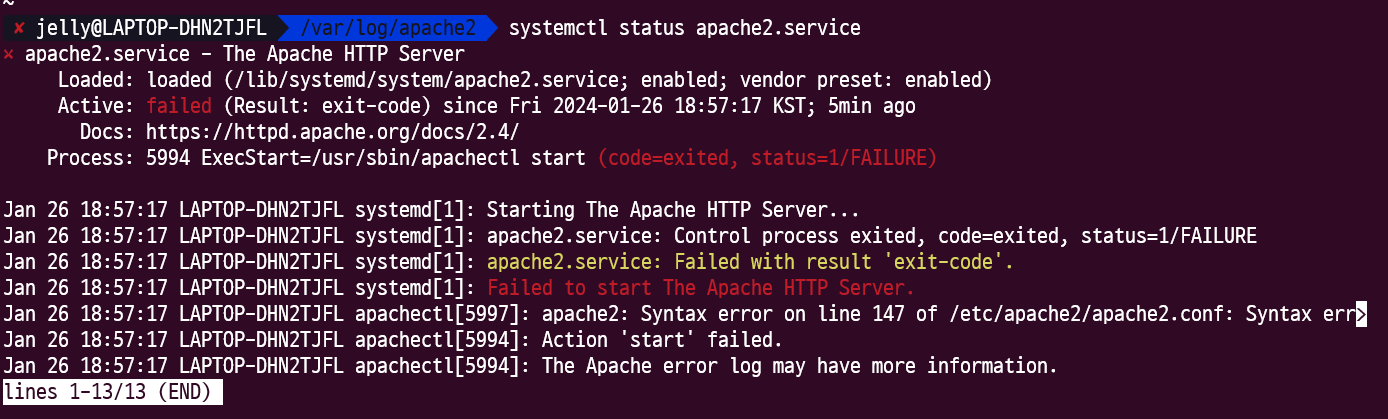 ~
✘ jelly@LAPTOP-DHN2TJFL /var/log/apache2 systemctl status apache2.service
× apache2.service - The Apache HTTP Server
Loaded: loaded (/lib/systemd/system/apache2.service; enabled; vendor preset: enabled)
Active: failed (Result: exit-code) since Fri 2024-01-26 18:57:17 KST; 5min ago
Docs: https://httpd.apache.org/docs/2.4/
Process: 5994 ExecStart=/usr/sbin/apachectl start (code=exited, status=1/FAILURE)
Jan 26 18:57:17 LAPTOP-DHN2TJFL systemd[1]: Starting The Apache HTTP Server...
Jan 26 18:57:17 LAPTOP-DHN2TJFL systemd[1]: apache2.service: Control process exited, code=exited, status=1/FAILURE
Jan 26 18:57:17 LAPTOP-DHN2TJFL systemd[1]: apache2.service: Failed with result 'exit-code'.
Jan 26 18:57:17 LAPTOP-DHN2TJFL systemd[1]: Failed to start The Apache HTTP Server.
Jan 26 18:57:17 LAPTOP-DHN2TJFL apachectl[5997]: apache2: Syntax error on line 147 of /etc/apache2/apache2.conf: Syntax err>
Jan 26 18:57:17 LAPTOP-DHN2TJFL apachectl[5994]: Action 'start' failed.
Jan 26 18:57:17 LAPTOP-DHN2TJFL apachectl[5994]: The Apache error log may have more information.
lines 1-13/13 (END)